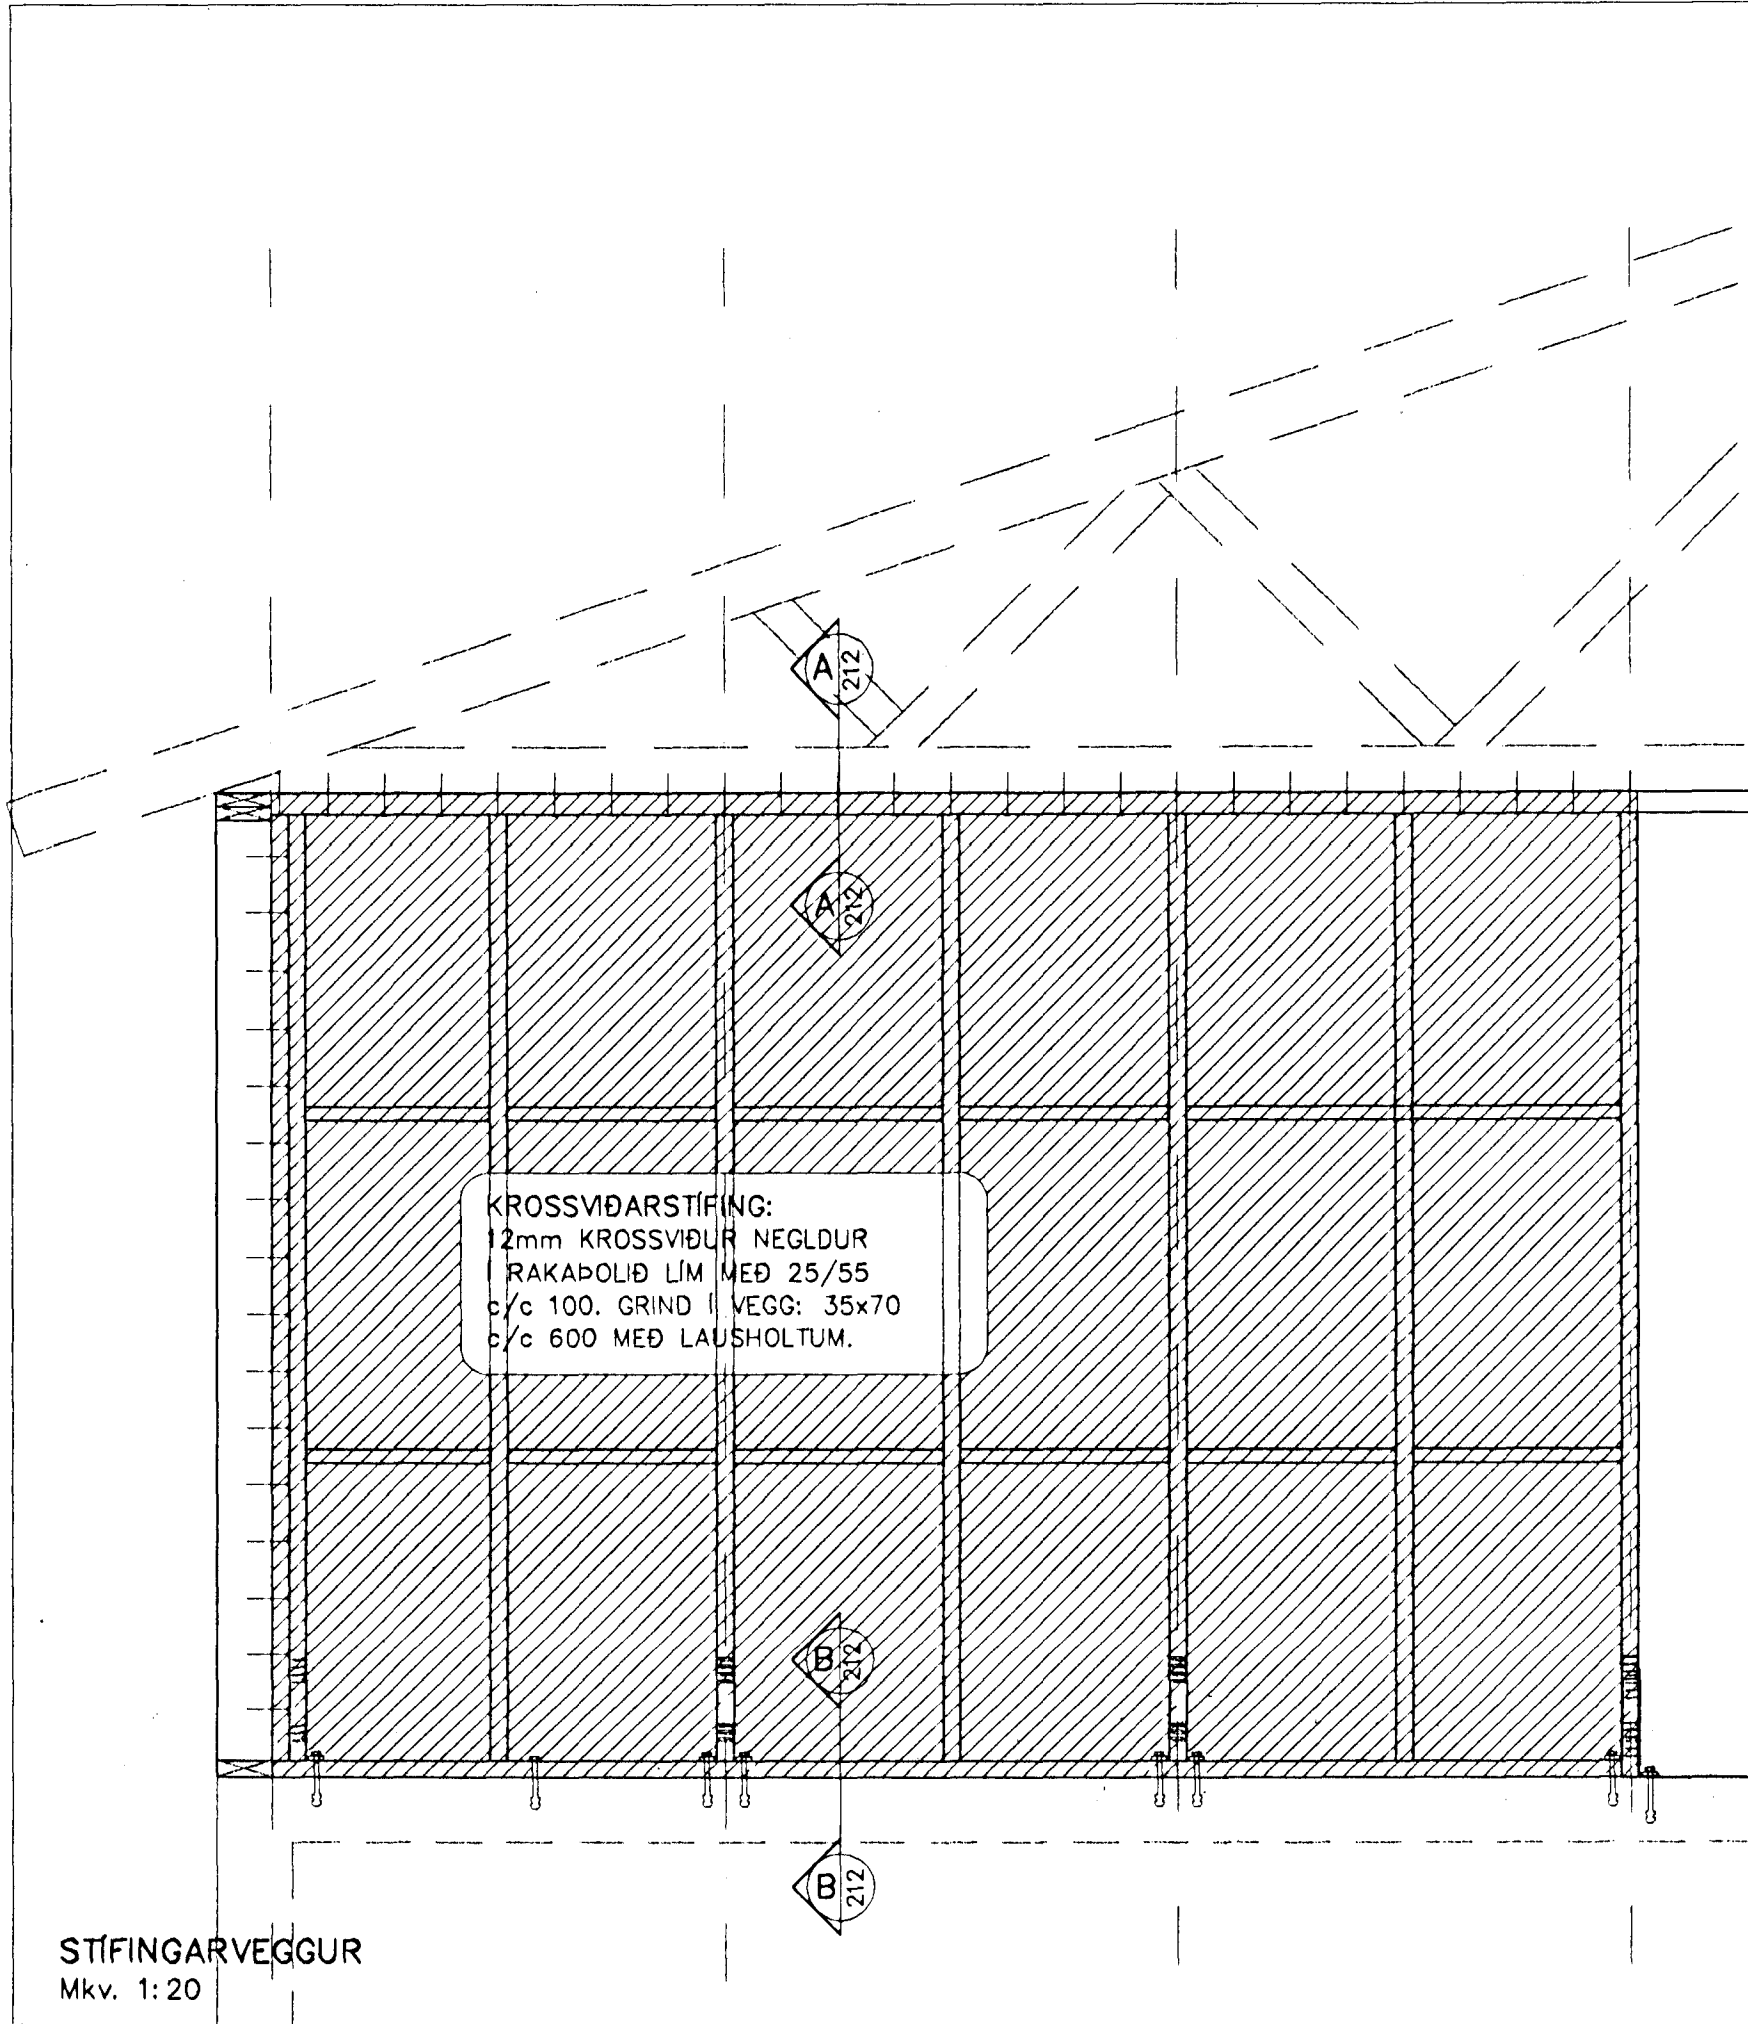 A
212
A
212
KROSSVIÐARSTÍFING:
12mm KROSSVIÐUR NEGLDUR
Í RAKAÞOLIÐ LÍM MEÐ 25/55
c/c 100. GRIND Í VEGG: 35x70
c/c 600 MEÐ LAUSHOLTUM.
B
212
B
212
STÍFINGARVEGGUR
Mkv. 1:20